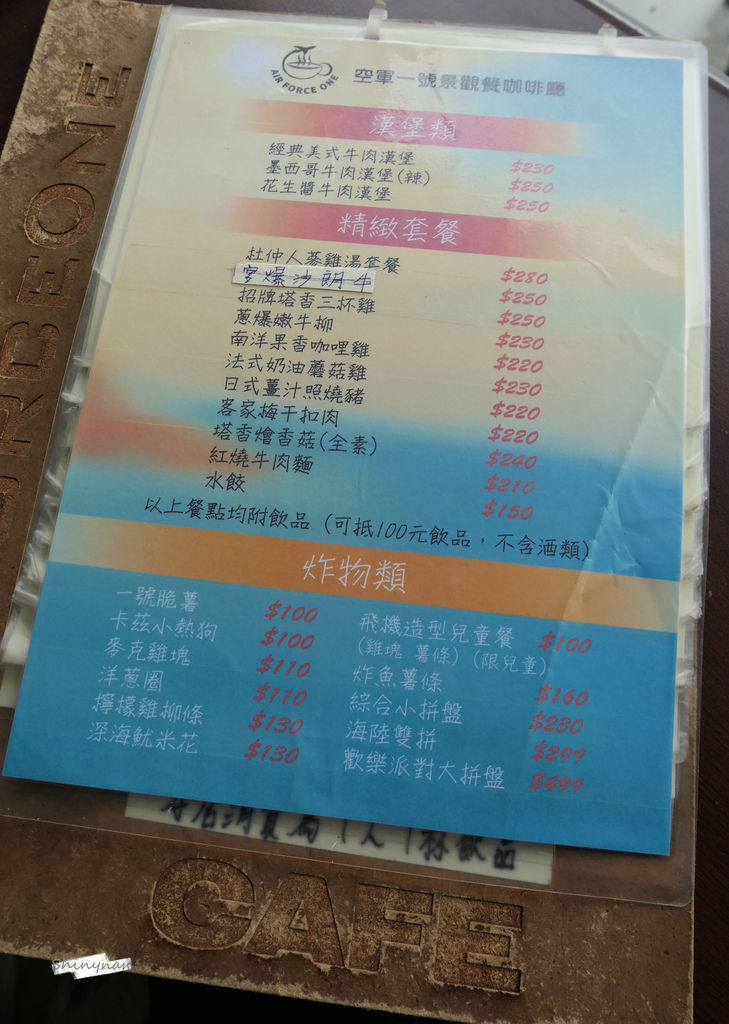 AIR FORCE ONE
空軍一號景觀餐咖啡廳
漢堡類
經典美式牛肉漢堡 $230
墨西哥牛肉漢堡(辣) $250
花生醬牛肉漢堡 $250
精緻套餐
杜仲人蔘雞湯套餐 $280
宮爆沙朗牛 $250
招牌塔香三杯雞 $250
蔥爆嫩牛柳 $230
南洋果香咖哩雞 $220
法式奶油蘑菇雞 $230
日式薑汁照燒豬 $220
客家梅干扣肉 $220
塔香燴香菇(全素) $240
紅燒牛肉麵 $210
水餃 $150
以上餐點均附飲品 (可抵100元飲品，不含酒類)
炸物類
一號脆薯 $100
卡茲小熱狗 $100
麥克雞塊 $110
洋蔥圈 $110
檸檬雞柳條 $130
深海魷米花 $130
飛機造型兒童餐 $100
(雞塊 薯條) (限兒童)
炸魚薯條 $160
綜合小拼盤 $230
海陸雙拼 $299
歡樂派對大拼盤 $499
RCEONE
CAFE
shinynan